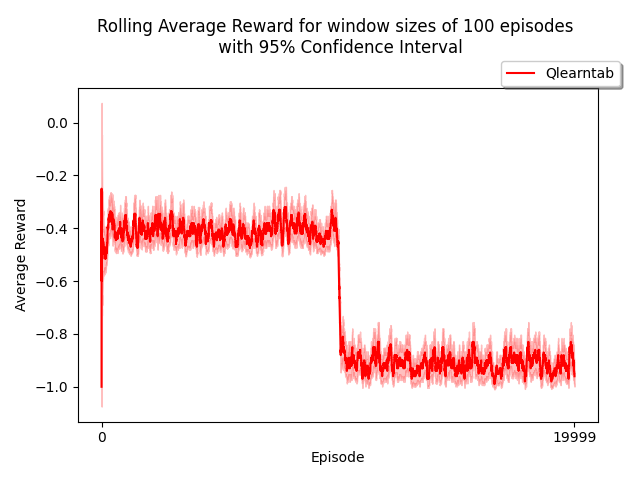 Rolling Average Reward for window sizes of 100 episodes
with 95% Confidence Interval
Qlearntab
0.0
−0.2
−0.4
−0.6
−0.8
−1.0
Average Reward
0
19999
Episode